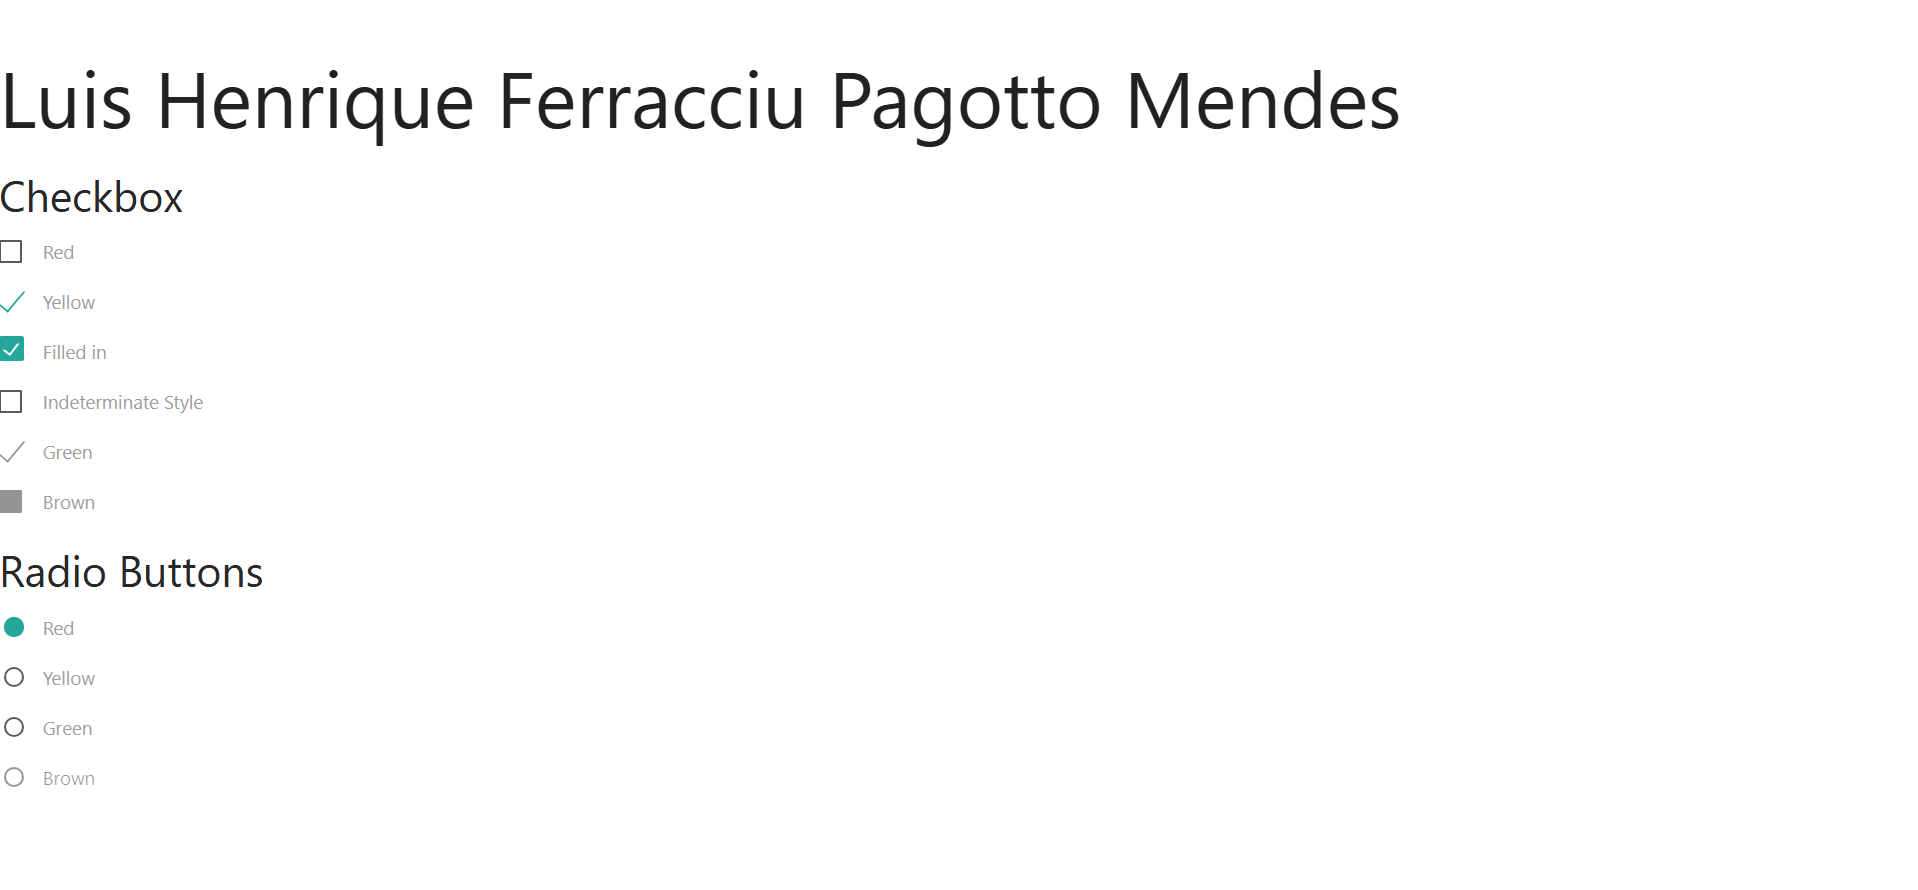 Luis Henrique Ferracciu Pagotto Mendes
Checkbox
Red
Yellow
Filled in
Indeterminate Style
Green
Brown
Radio Buttons
Red
Yellow
Green
Brown